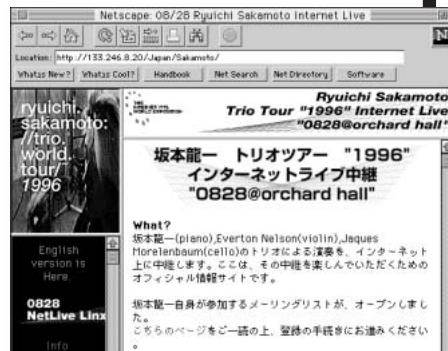 Netscape: 08/28 Ryuichi Sakamoto Internet Live
Location: http://133.246.8.20/Japan/Sakamoto/
What's New?
What's Cool?
Handbook
Net Search
Net Directory
Software
N
ryuichi
sakamoto:
//trio.
world.
tour/
1996
English
version is
Here.
0828
NetLive Linx
Info
Ryuichi Sakamoto
Trio Tour "1996" Internet Live
"0828@orchard hall"
坂本龍一 トリオツアー "1996"
インターネットライブ中継
"0828@orchard hall"
What?
坂本龍一(piano),Everton Nelson(violin),Jaques
Morelenbaum(cello)のトリオによる演奏を、インターネット
上に中継します。ここは、その中継を楽しんでいただくための
オフィシャル情報サイトです。
坂本龍一自身が参加するメーリングリストが、オープンしまし
た。
こちらのページをご一読の上、登録の手続きにお進みください
。